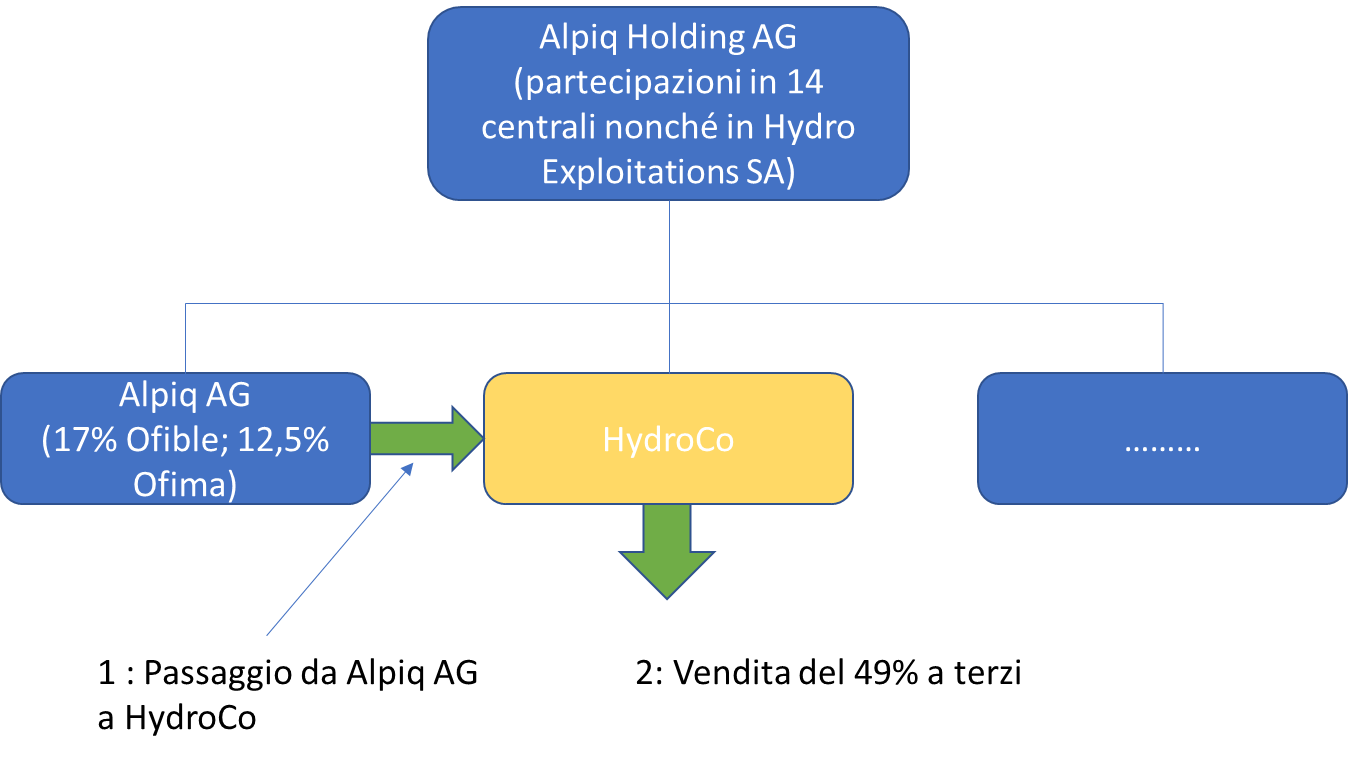 Alpiq Holding AG
(partecipazioni in 14
centrali nonché in Hydro
Exploitations SA)
Alpiq AG
(17% Ofible; 12,5%
Ofima)
HydroCo
………
1 : Passaggio da Alpiq AG
a HydroCo
2: Vendita del 49% a terzi